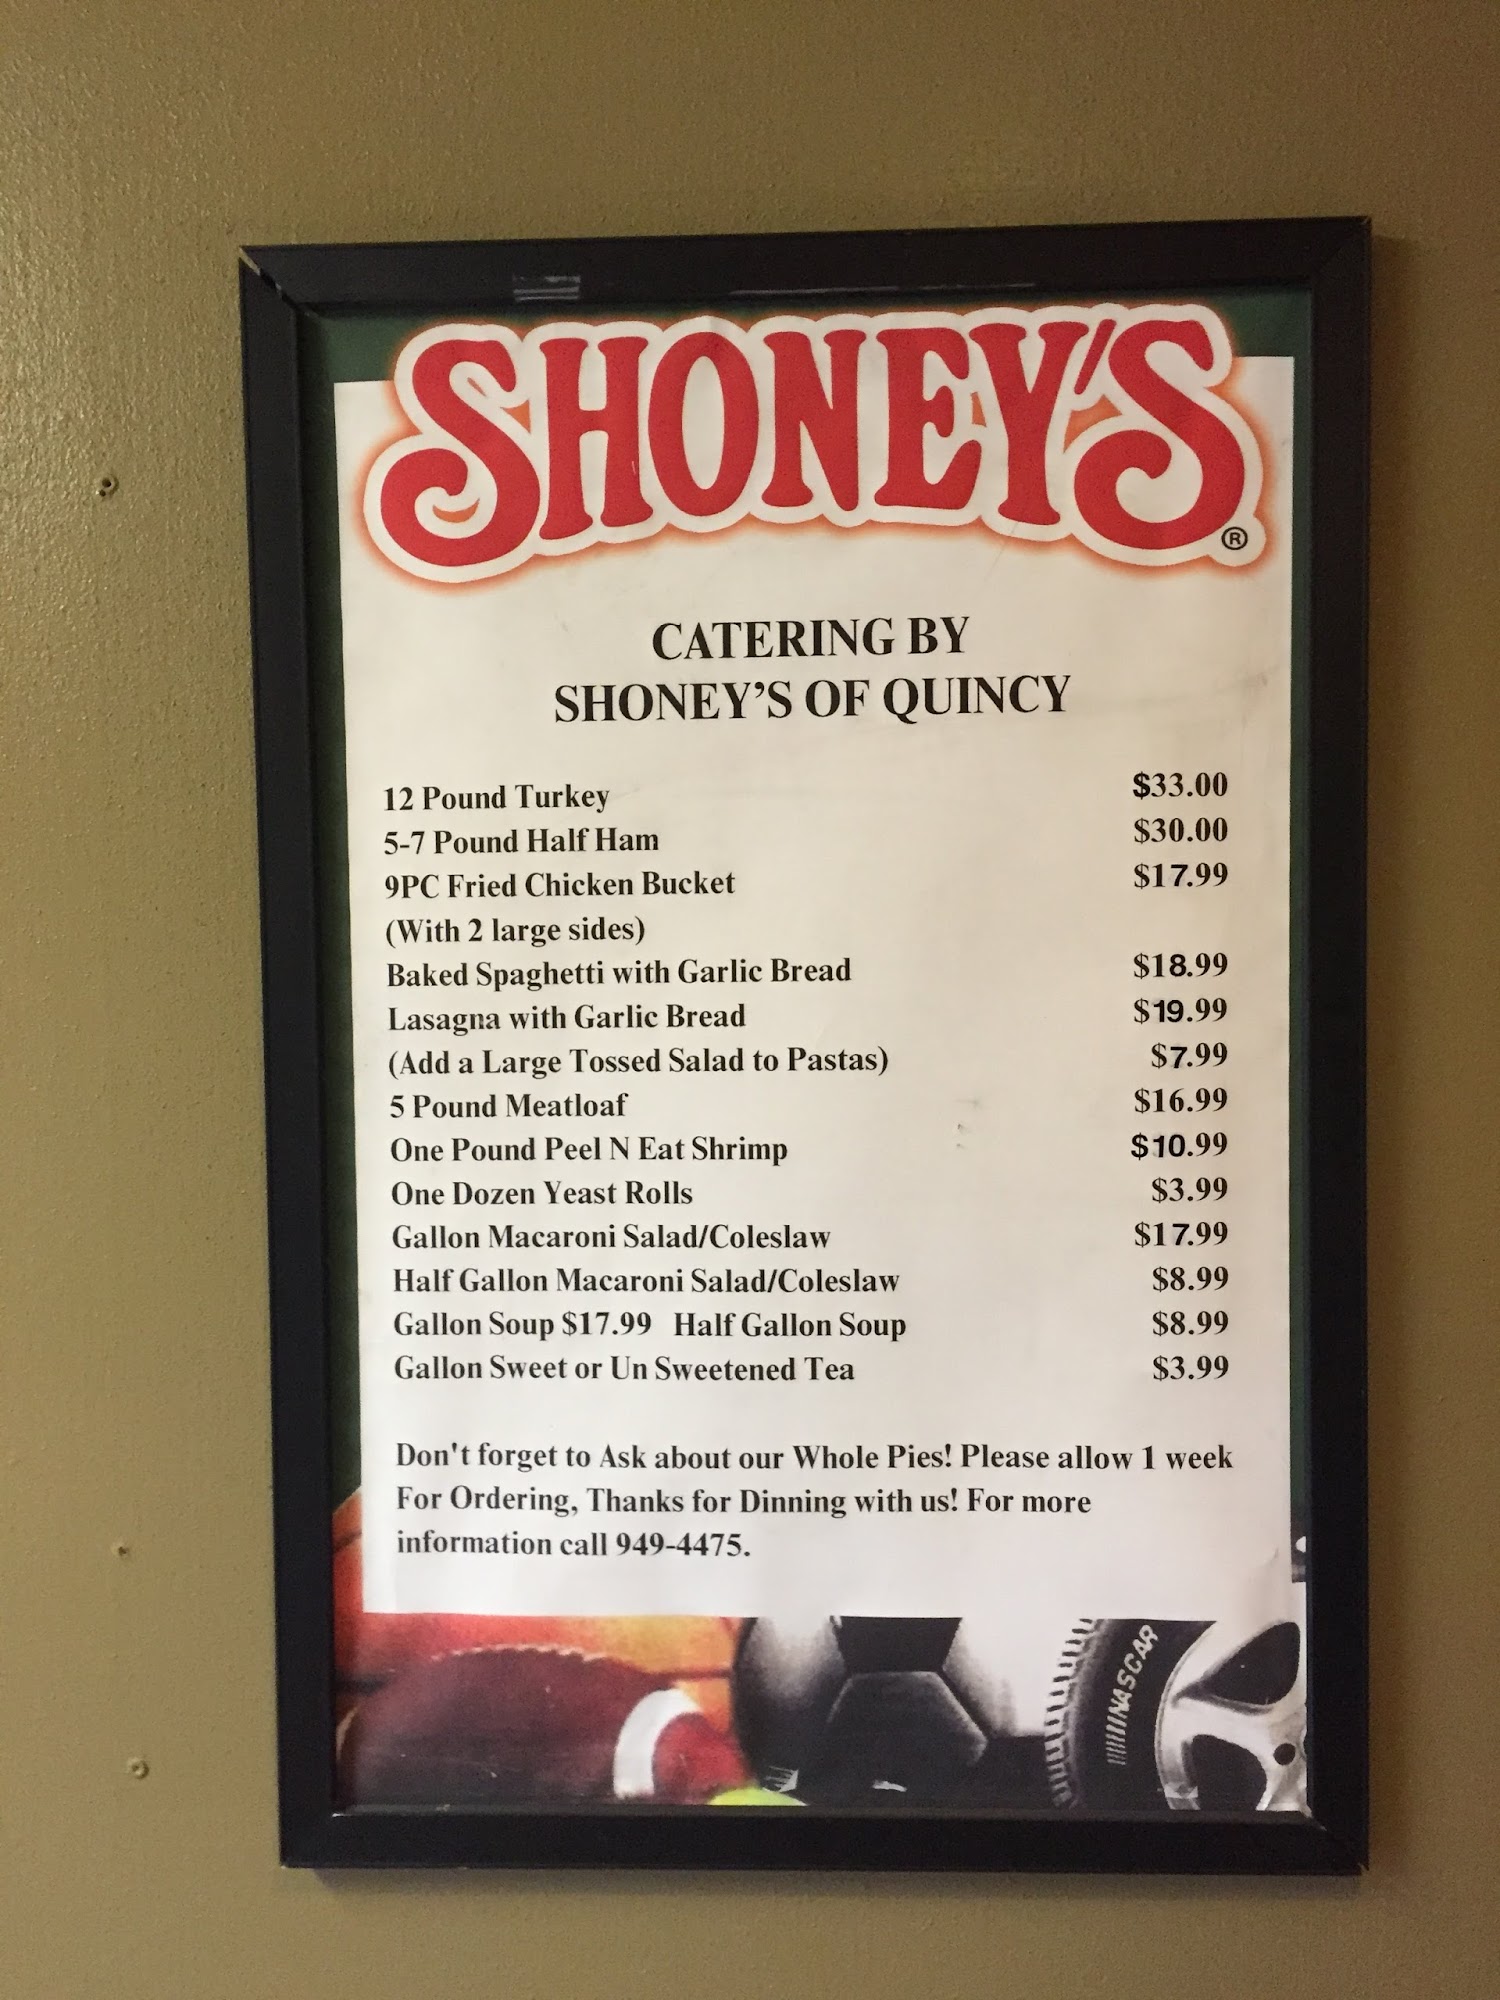 SHONEY'S®
CATERING BY
SHONEY'S OF QUINCY
12 Pound Turkey $33.00
5-7 Pound Half Ham $30.00
9PC Fried Chicken Bucket $17.99
(With 2 large sides)
Baked Spaghetti with Garlic Bread $18.99
Lasagna with Garlic Bread $19.99
(Add a Large Tossed Salad to Pastas) $7.99
5 Pound Meatloaf $16.99
One Pound Peel N Eat Shrimp $10.99
One Dozen Yeast Rolls $3.99
Gallon Macaroni Salad/Coleslaw $17.99
Half Gallon Macaroni Salad/Coleslaw $8.99
Gallon Soup $17.99 Half Gallon Soup $8.99
Gallon Sweet or Un Sweetened Tea $3.99
Don't forget to Ask about our Whole Pies! Please allow 1 week
For Ordering, Thanks for Dinning with us! For more
information call 949-4475.
NASCAR